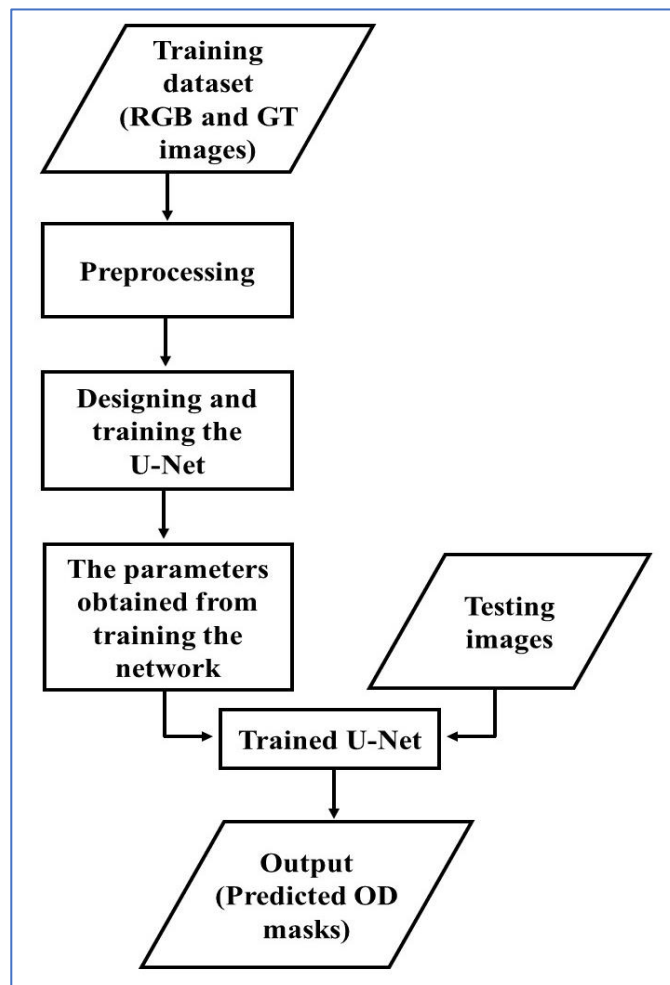 Training
dataset
(RGB and GT
images)
Preprocessing
Designing and
training the
U-Net
The parameters
obtained from
training the
network
Testing
images
Trained U-Net
Output
(Predicted OD
masks)